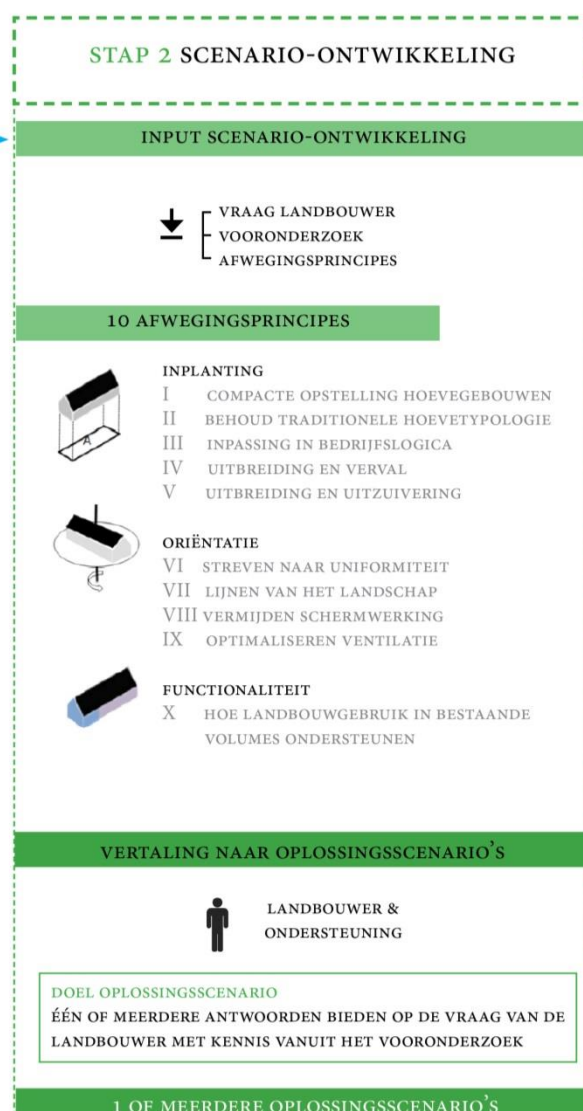 STAP 2 SCENARIO-ONTWIKKELING
INPUT SCENARIO-ONTWIKKELING
VRAAG LANDBOUWER
VOORONDERZOEK
AFWEGINGSPRINCIPES
10 AFWEGINGSPRINCIPES
INPLANTING
I COMPACTE OPSTELLING HOEVEGEBOUWEN
II BEHOUD TRADITIONELE HOEVETYPOLOGIE
III INPASSING IN BEDRIJFSLOGICA
IV UITBREIDING EN VERVAL
V UITBREIDING EN UITZUIVERING
A
ORIËNTATIE
VI STREVEN NAAR UNIFORMITEIT
VII LIJNEN VAN HET LANDSCHAP
VIII VERMIJDEN SCHERMWERKING
IX OPTIMALISEREN VENTILATIE
FUNCTIONALITEIT
X HOE LANDBOUWGEBRUIK IN BESTAANDE
VOLUMES ONDERSTEUNEN
VERTALING NAAR OPLOSSINGSSCENARIO'S
LANDBOUWER &
ONDERSTEUNING
DOEL OPLOSSINGSSCENARIO
ÉÉN OF MEERDERE ANTWOORDEN BIEDEN OP DE VRAAG VAN DE
LANDBOUWER MET KENNIS VANUIT HET VOORONDERZOEK
1 OF MEERDERE OPLOSSINGSSCENARIO'S